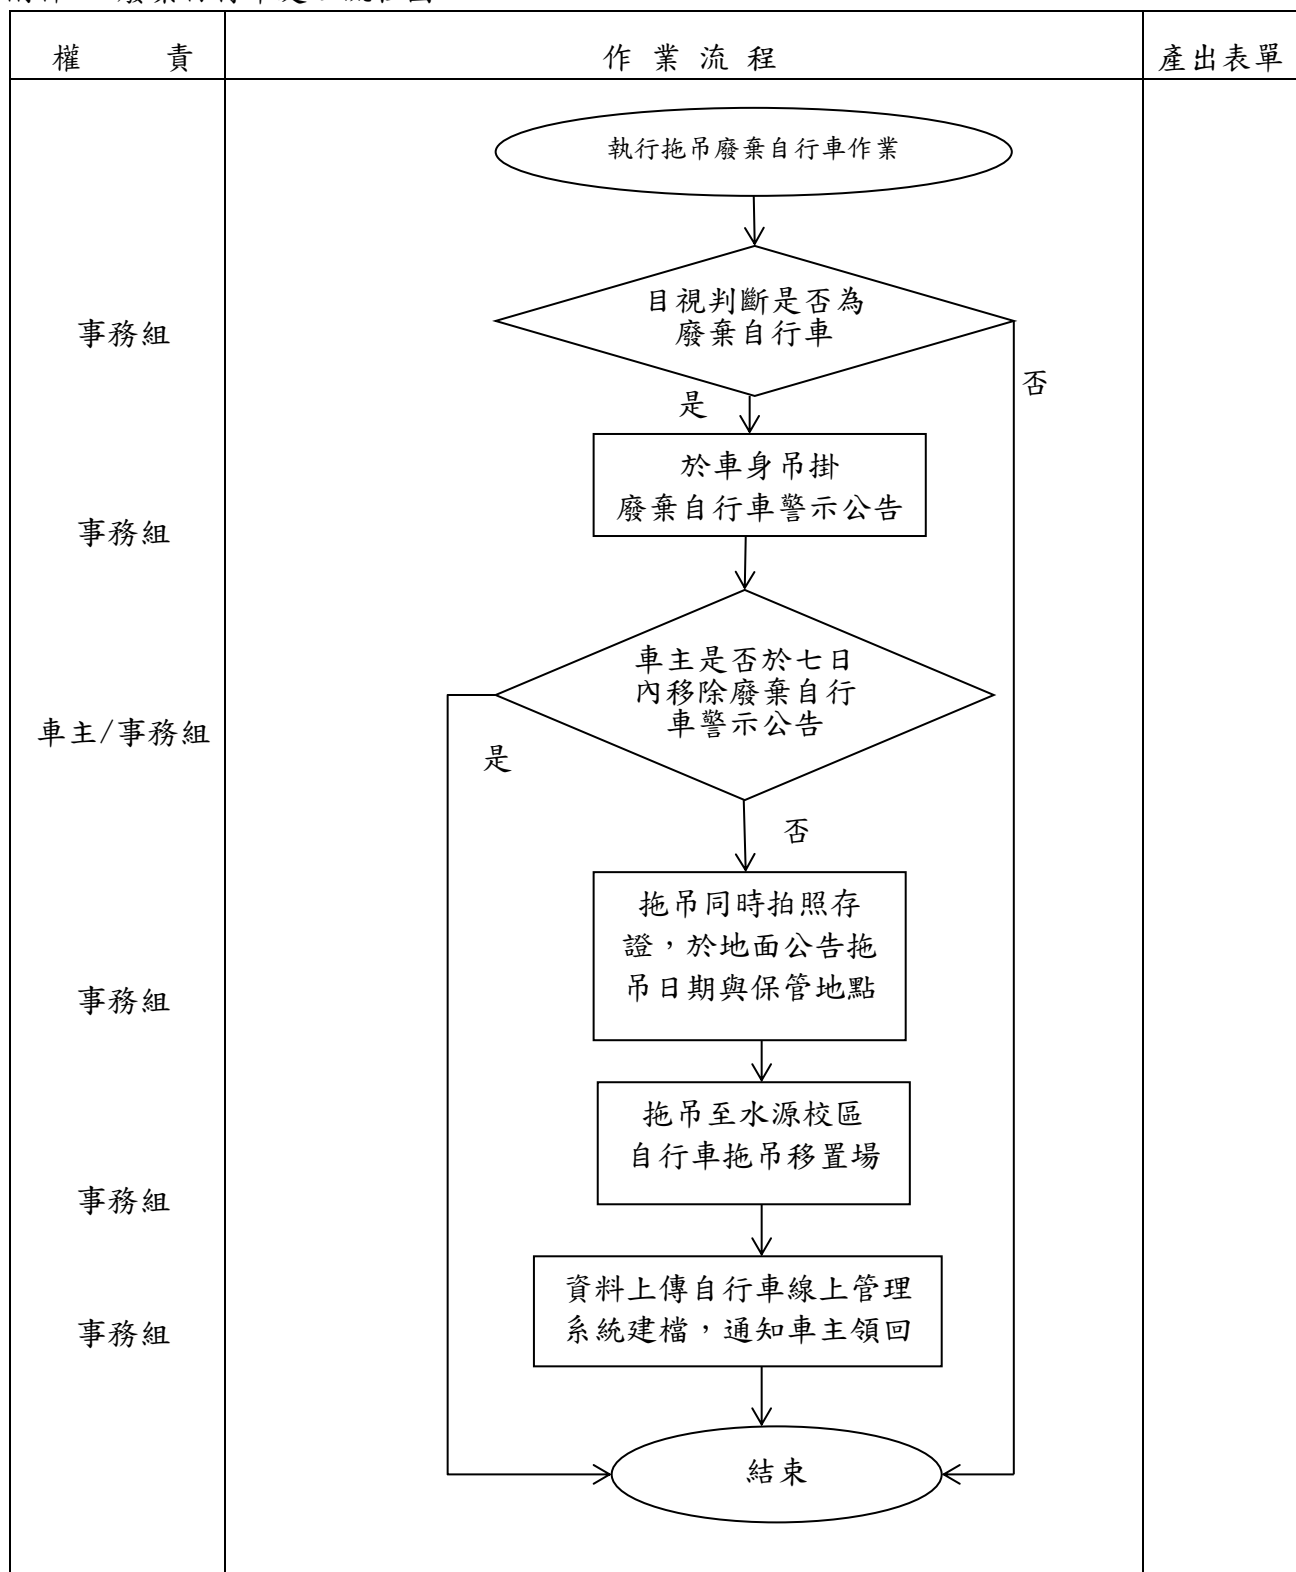 權 責
作 業 流 程
產出表單
執行拖吊廢棄自行車作業
事務組
目視判斷是否為
廢棄自行車
否
是
事務組
於車身吊掛
廢棄自行車警示公告
車主/事務組
車主是否於七日
內移除廢棄自行
車警示公告
是
否
事務組
拖吊同時拍照存
證，於地面公告拖
吊日期與保管地點
事務組
拖吊至水源校區
自行車拖吊移置場
事務組
資料上傳自行車線上管理
系統建檔，通知車主領回
結束